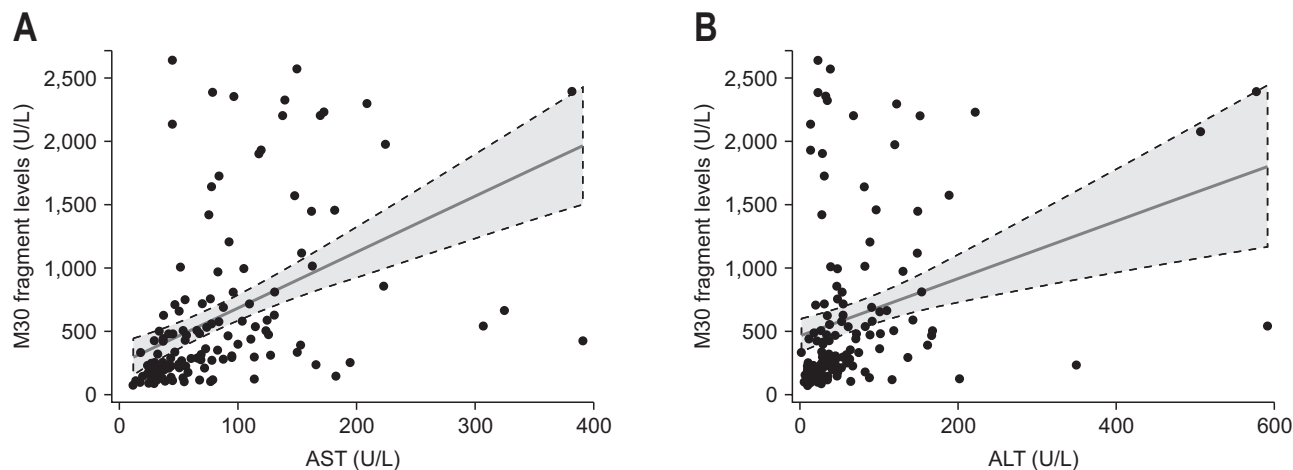 A
M30 fragment levels (U/L)
2,500
2,000
1,500
1,000
500
0
0 100 200 300 400
AST (U/L)
B
M30 fragment levels (U/L)
2,500
2,000
1,500
1,000
500
0
0 200 400 600
ALT (U/L)